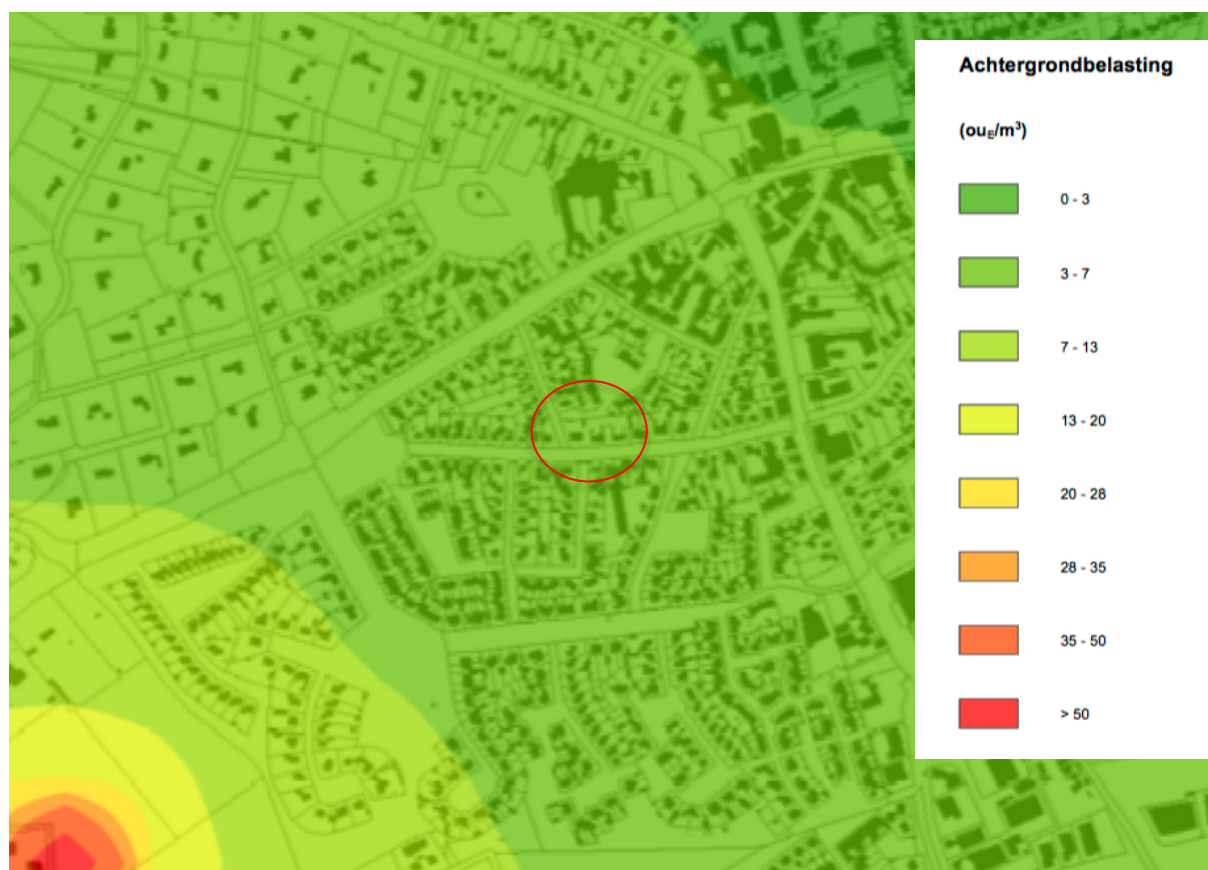 Achtergrondbelasting
(ouE/m³)
0 - 3
3 - 7
7 - 13
13 - 20
20 - 28
28 - 35
35 - 50
> 50